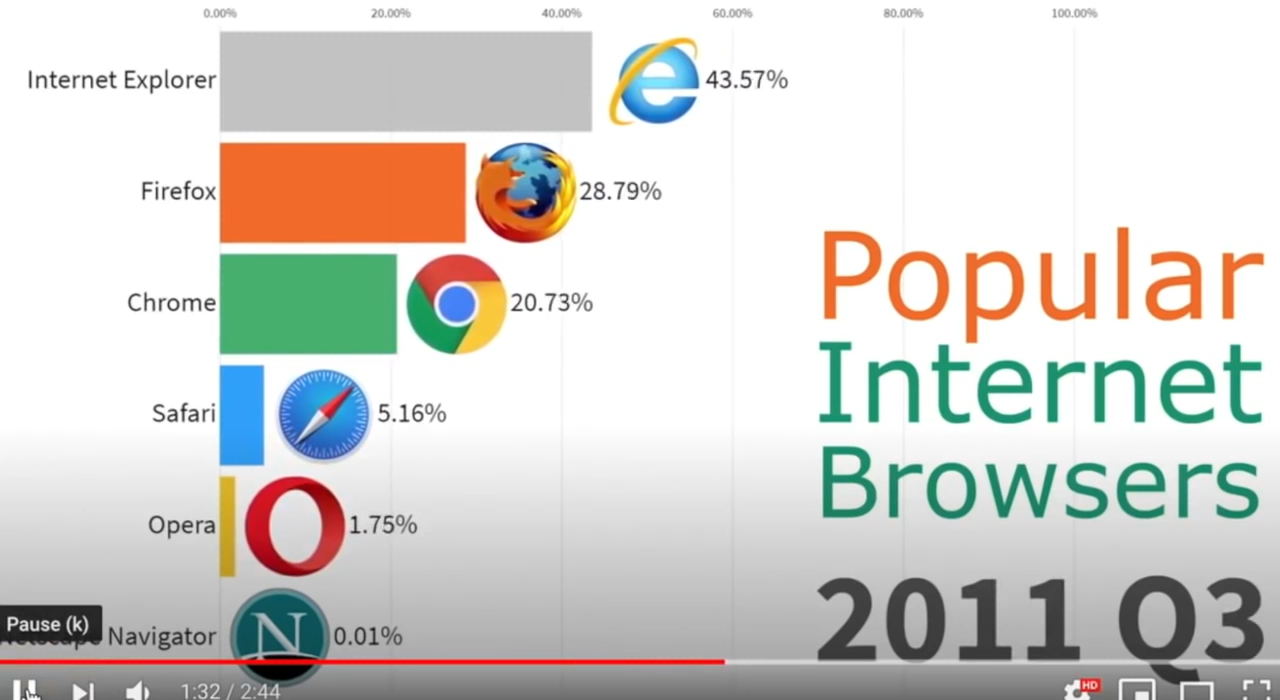 0.00% 20.00% 40.00% 60.00% 80.00% 100.00%
Internet Explorer 43.57%
Firefox 28.79%
Chrome 20.73%
Safari 5.16%
Opera 1.75%
Popular
Internet
Browsers
2011 Q3
Pause (k)
Navigator N 0.01%
1:32 / 2:44
HD